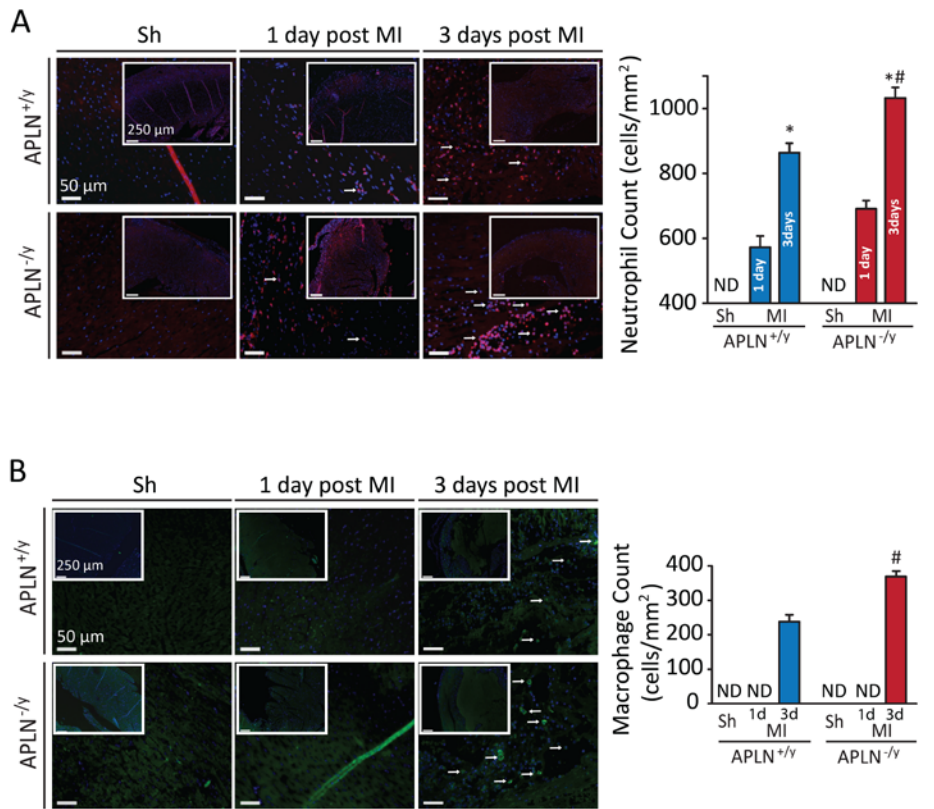 A
Sh
1 day post MI
3 days post MI
APLN+/y
250 µm
50 µm
APLN-/y
Neutrophil Count (cells/mm2)
1000
800
600
400
*
*#
1 day
3days
1 day
3days
ND
ND
Sh
MI
Sh
MI
APLN+/y
APLN-/y
B
Sh
1 day post MI
3 days post MI
APLN+/y
250 µm
50 µm
APLN-/y
Macrophage Count
(cells/mm2)
400
300
200
100
0
#
ND ND
ND ND
1d 3d
1d 3d
Sh
MI
Sh
MI
APLN+/y
APLN-/y